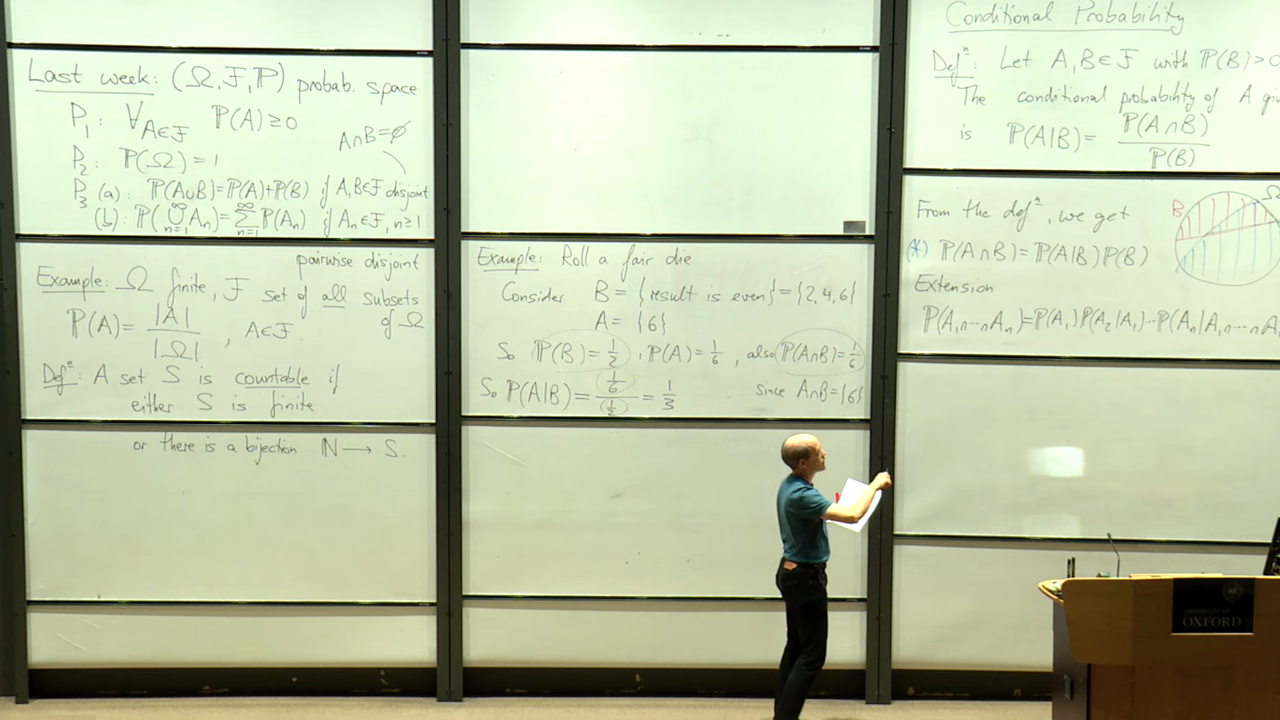 Last week: (Ω, F, ℙ) probab. space
P₁: ∀_{A∈F} ℙ(A)≥0
A∩B=∅
P₂: ℙ(Ω)=1
P₃ (a): ℙ(A∪B)=ℙ(A)+ℙ(B) if A,B∈F disjoint
(b): ℙ(⋃_{n=1}^∞ Aₙ)=∑_{n=1}^∞ ℙ(Aₙ) if Aₙ∈F, n≥1
pairwise disjoint
Example: Ω finite, F set of all subsets of Ω
ℙ(A)= |A| / |Ω| , A∈F.
Defⁿ: A set S is countable if
either S is finite
or there is a bijection ℕ → S.
Example: Roll a fair die
Consider B = {result is even} = {2,4,6}
A = {6}
So ℙ(B)=1/2, ℙ(A)=1/6, also ℙ(A∩B)=1/6
So ℙ(A|B)= (1/6)/(1/2) = 1/3 since A∩B={6}
Conditional Probability
Defⁿ: Let A,B∈F with ℙ(B)>0
The conditional probability of A
is ℙ(A|B)= ℙ(A∩B) / ℙ(B)
From the defⁿ, we get
B
Ω
(*) ℙ(A∩B)=ℙ(A|B)ℙ(B)
Extension
ℙ(A₁∩…∩Aₙ)=ℙ(A₁)ℙ(A₂|A₁)…ℙ(Aₙ|A₁∩…∩A
UNIVERSITY OF
OXFORD